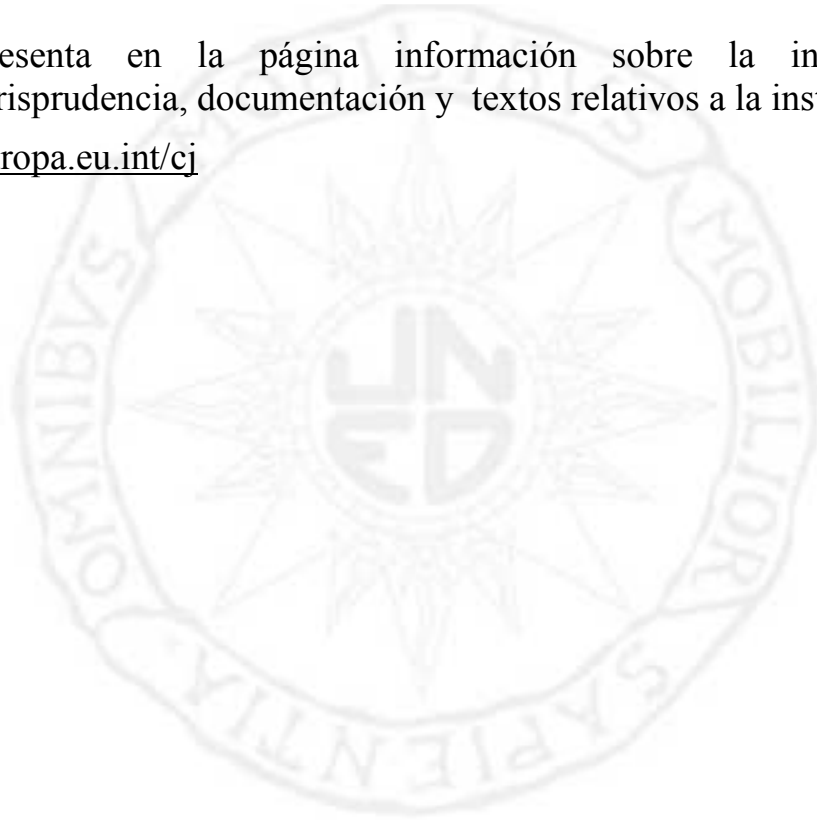 esenta en la página información sobre la in
risprudencia, documentación y textos relativos a la inst
ropa.eu.int/cj
OMNIBVS MOBILIBVS MOBILIOR SAPIENTIA
UNED